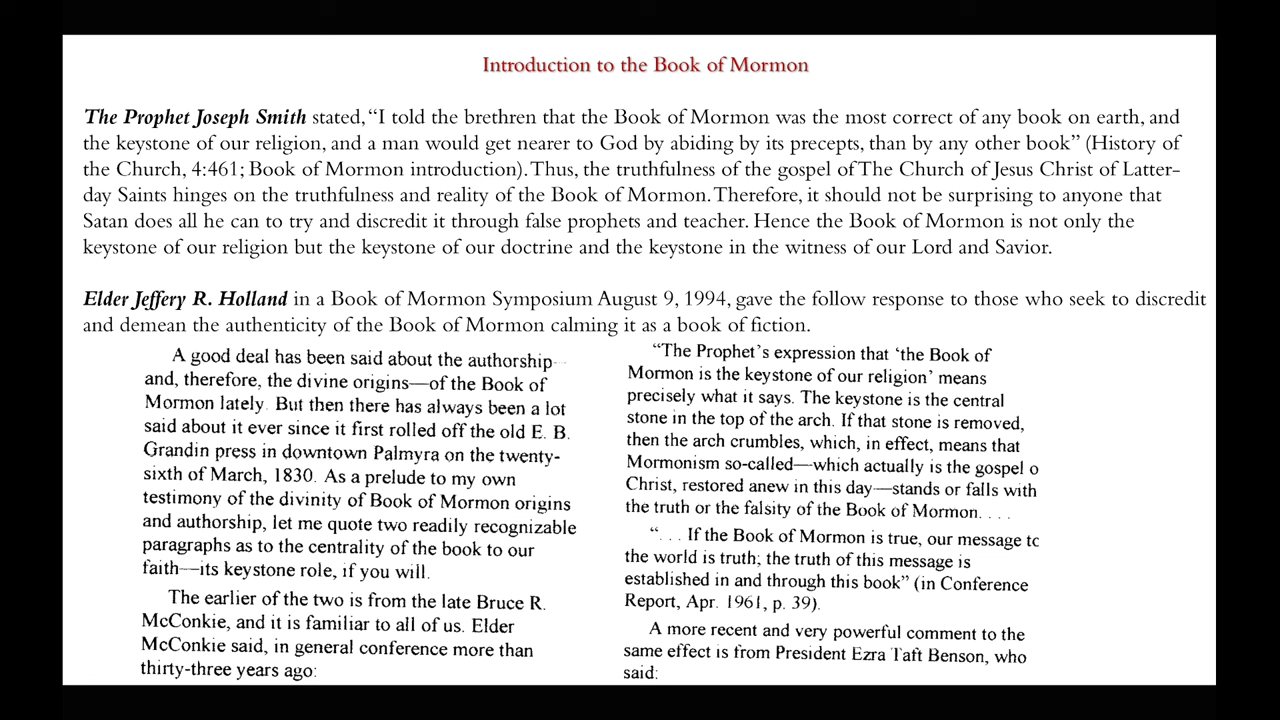 Introduction to the Book of Mormon
The Prophet Joseph Smith stated, “I told the brethren that the Book of Mormon was the most correct of any book on earth, and
the keystone of our religion, and a man would get nearer to God by abiding by its precepts, than by any other book” (History of
the Church, 4:461; Book of Mormon introduction). Thus, the truthfulness of the gospel of The Church of Jesus Christ of Latter-
day Saints hinges on the truthfulness and reality of the Book of Mormon. Therefore, it should not be surprising to anyone that
Satan does all he can to try and discredit it through false prophets and teacher. Hence the Book of Mormon is not only the
keystone of our religion but the keystone of our doctrine and the keystone in the witness of our Lord and Savior.
Elder Jeffery R. Holland in a Book of Mormon Symposium August 9, 1994, gave the follow response to those who seek to discredit
and demean the authenticity of the Book of Mormon calming it as a book of fiction.
A good deal has been said about the authorship—
and, therefore, the divine origins—of the Book of
Mormon lately. But then there has always been a lot
said about it ever since it first rolled off the old E. B.
Grandin press in downtown Palmyra on the twenty-
sixth of March, 1830. As a prelude to my own
testimony of the divinity of Book of Mormon origins
and authorship, let me quote two readily recognizable
paragraphs as to the centrality of the book to our
faith—its keystone role, if you will.
The earlier of the two is from the late Bruce R.
McConkie, and it is familiar to all of us. Elder
McConkie said, in general conference more than
thirty-three years ago:
“The Prophet’s expression that ‘the Book of
Mormon is the keystone of our religion’ means
precisely what it says. The keystone is the central
stone in the top of the arch. If that stone is removed,
then the arch crumbles, which, in effect, means that
Mormonism so-called—which actually is the gospel o
Christ, restored anew in this day—stands or falls with
the truth or the falsity of the Book of Mormon. . . .
“. . . If the Book of Mormon is true, our message to
the world is truth; the truth of this message is
established in and through this book” (in Conference
Report, Apr. 1961, p. 39).
A more recent and very powerful comment to the
same effect is from President Ezra Taft Benson, who
said: